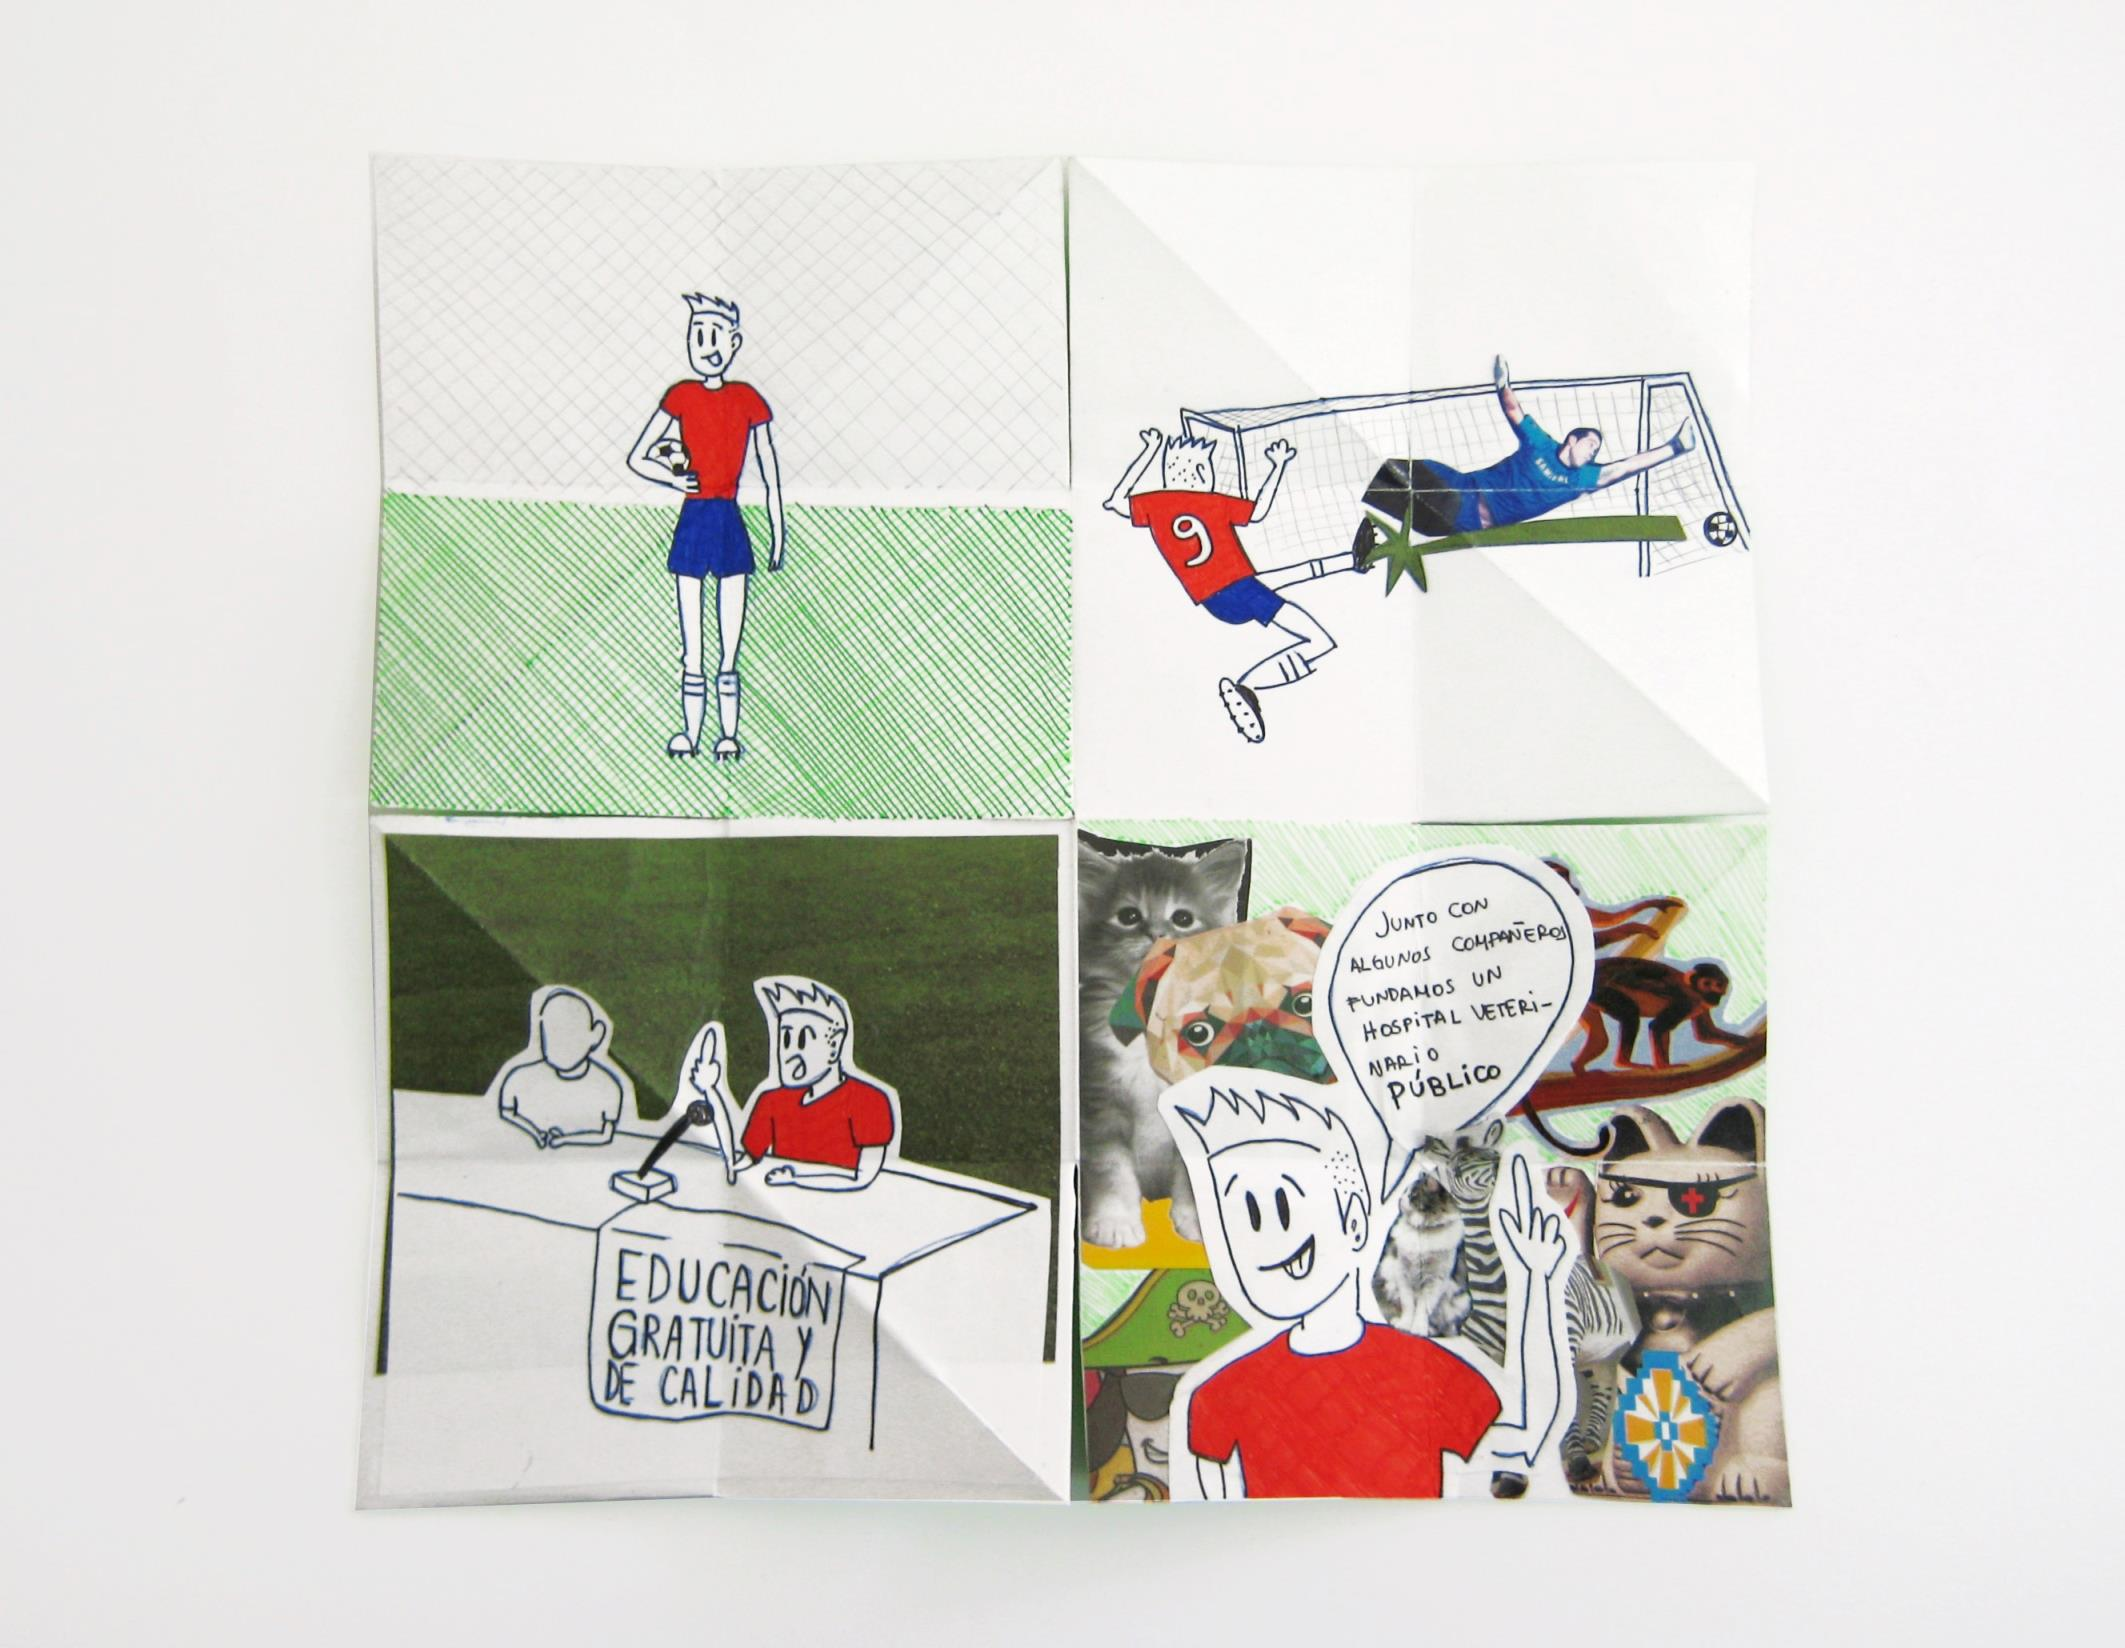 9
EDUCACIÓN
GRATUITA Y
DE CALIDAD
JUNTO CON
ALGUNOS COMPAÑEROS
FUNDAMOS UN
HOSPITAL VETERI-
NARIO
PÚBLICO